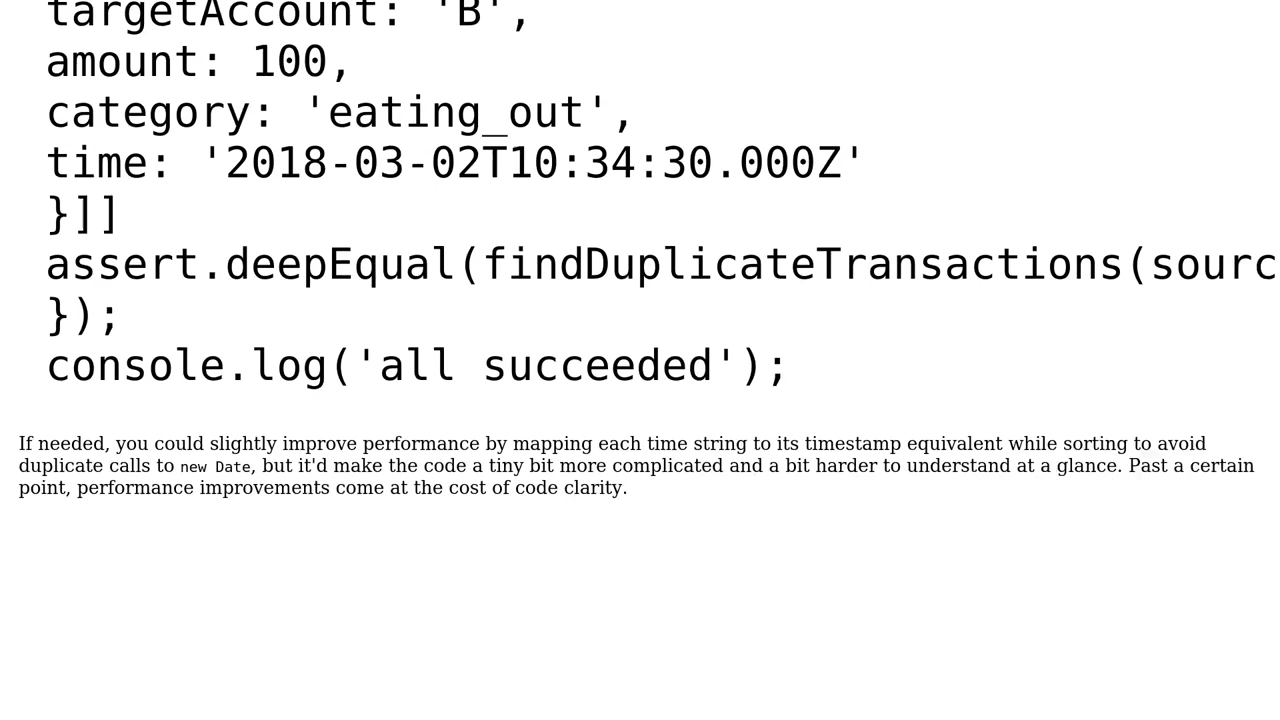 targetAccount: 'B',
amount: 100,
category: 'eating_out',
time: '2018-03-02T10:34:30.000Z'
}]]
assert.deepEqual(findDuplicateTransactions(sourc
});
console.log('all succeeded');
If needed, you could slightly improve performance by mapping each time string to its timestamp equivalent while sorting to avoid
duplicate calls to new Date, but it'd make the code a tiny bit more complicated and a bit harder to understand at a glance. Past a certain
point, performance improvements come at the cost of code clarity.